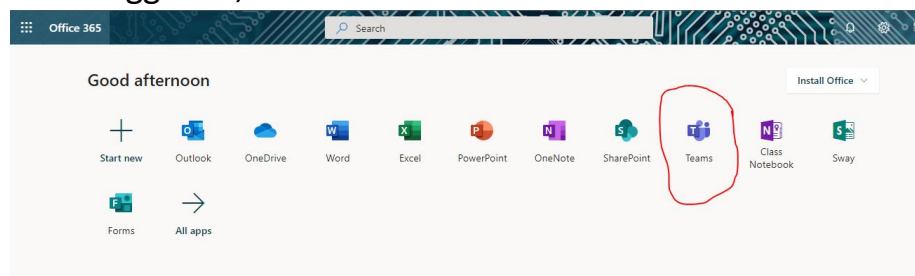 Office 365
Search
Good afternoon
Install Office
Start new
Outlook
OneDrive
Word
Excel
PowerPoint
OneNote
SharePoint
Teams
Class
Notebook
Sway
Forms
All apps